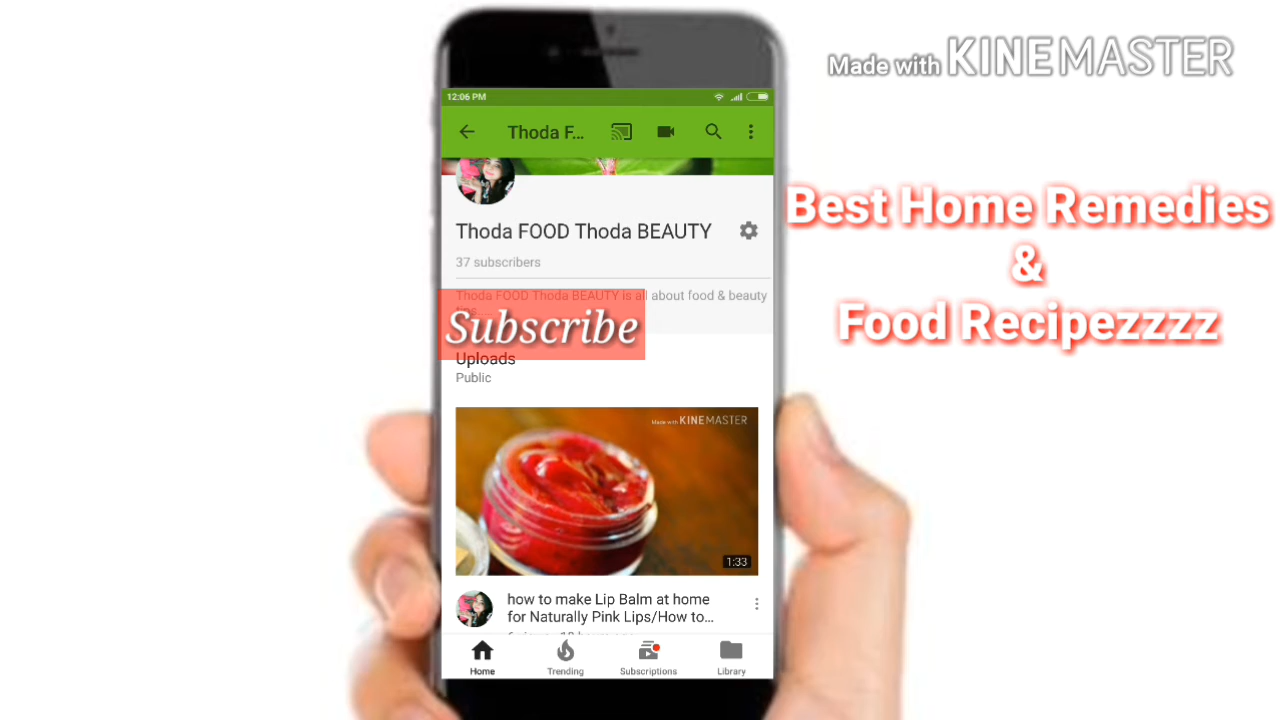 Made with KINEMASTER
12:06 PM
Thoda F...
Best Home Remedies
&
Food Recipezzzz
Thoda FOOD Thoda BEAUTY
37 subscribers
Thoda FOOD Thoda BEAUTY is all about food & beauty
Subscribe
Uploads
Public
Made with KINEMASTER
1:33
how to make Lip Balm at home
for Naturally Pink Lips/How to...
Home
Trending
Subscriptions
Library